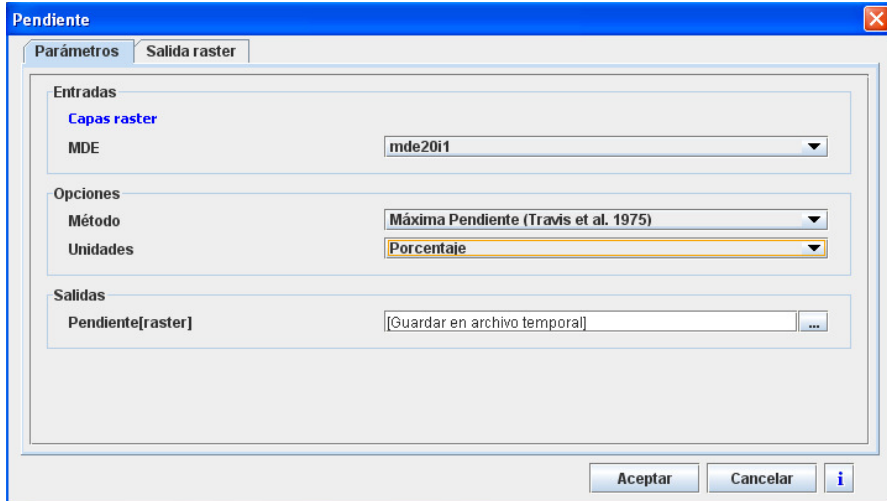 Pendiente
Parámetros Salida raster
Entradas
Capas raster
MDE mde20i1
Opciones
Método Máxima Pendiente (Travis et al. 1975)
Unidades Porcentaje
Salidas
Pendiente[raster] [Guardar en archivo temporal] ...
Aceptar Cancelar i